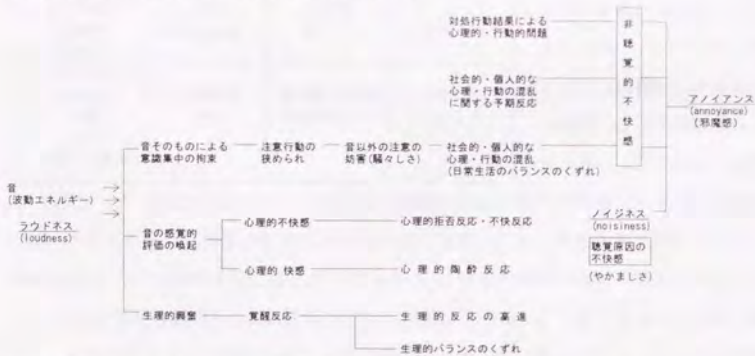 対処行動結果による
心理的・行動的問題
社会的・個人的な
心理・行動の混乱
に関する予期反応
非聴覚的不快感
アノイアンス
(annoyance)
(邪魔感)
音そのものによる
意識集中の拘束
注意行動の
狭められ
音以外の注意の
妨害(騒々しさ)
社会的・個人的な
心理・行動の混乱
(日常生活のバランスのくずれ)
音
(波動エネルギー)
ラウドネス
(loudness)
音の感覚的
評価の喚起
心理的不快感
心理的拒否反応・不快反応
心理的 快感
心理的陶酔反応
ノイジネス
(noisiness)
聴覚原因の
不快感
(やかましさ)
生理的興奮
覚醒反応
生理的反応の高進
生理的バランスのくずれ